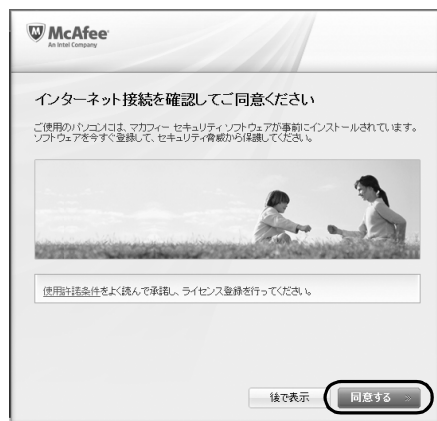 McAfee
An Intel Company
インターネット接続を確認してご同意ください
ご使用のパソコンには、マカフィー セキュリティ ソフトウェアが事前にインストールされています。
ソフトウェアを今すぐ登録して、セキュリティ脅威から保護してください。
使用許諾条件をよく読んで承諾し、ライセンス登録を行ってください。
後で表示
同意する »